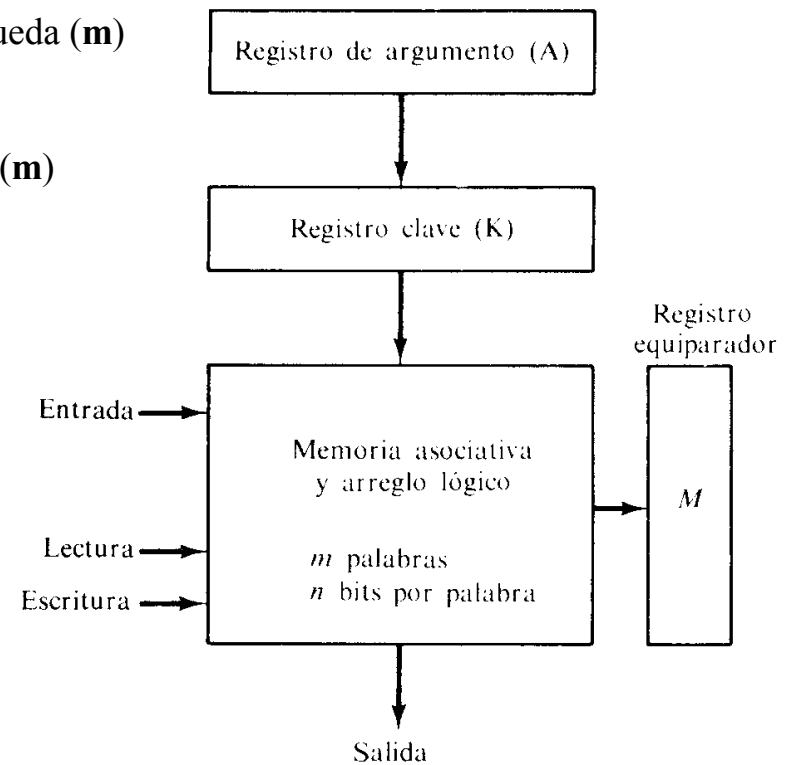 (m)
Registro de argumento (A)
(m)
Registro clave (K)
Registro
equiparador
Entrada
Memoria asociativa
y arreglo lógico
M
Lectura
m palabras
Escritura
n bits por palabra
Salida